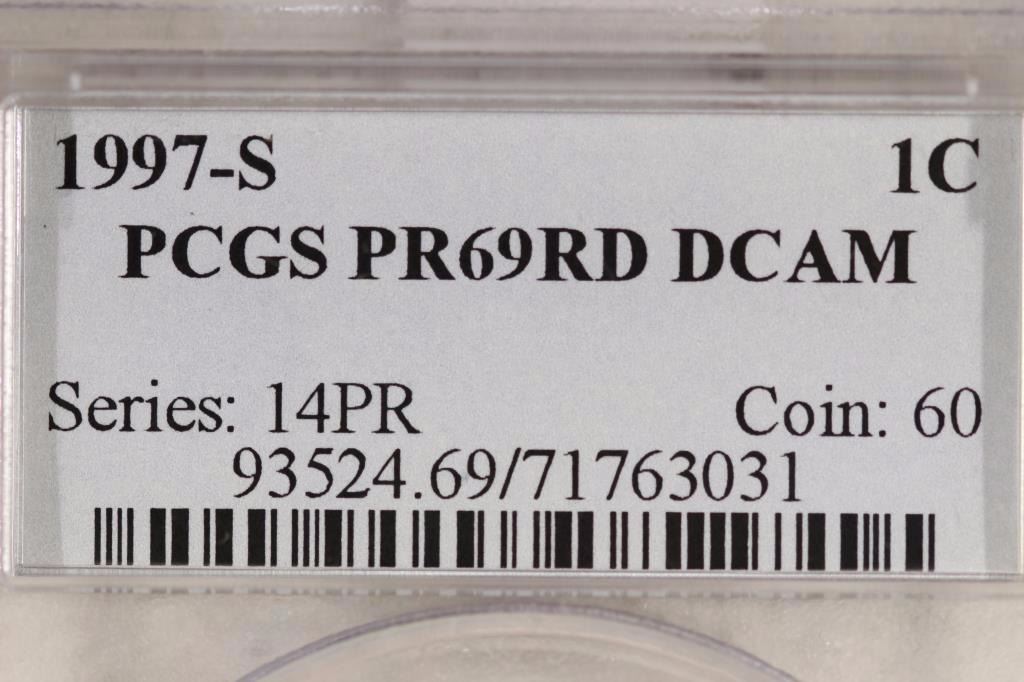 1997-S 1C
PCGS PR69RD DCAM
Series: 14PR Coin: 60
93524.69/71763031